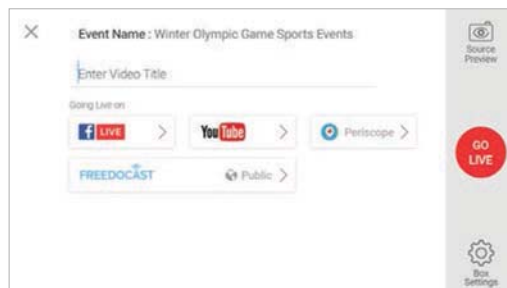 Event Name : Winter Olympic Game Sports Events
Enter Video Title
Going Live on
f LIVE
YouTube
Periscope
FREEDOCAST
Public
Source
Preview
GO
LIVE
Box
Settings